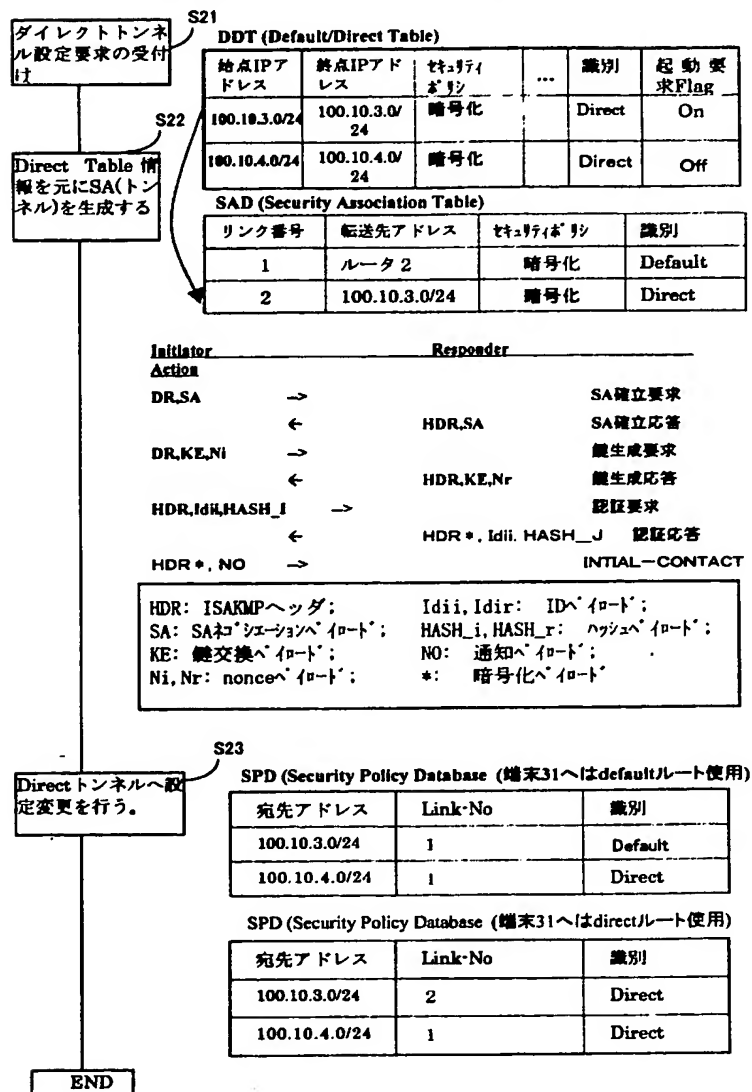 S21
ダイレクトトンネ
ル設定要求の受付
け
DDT (Default/Direct Table)
始点IPア
ドレス
終点IPアド
レス
ｾｷｭﾘﾃｨ
ﾎﾟﾘｼ
…
識別
起動要
求Flag
100.10.3.0/24
100.10.3.0/
24
暗号化
Direct
On
100.10.4.0/24
100.10.4.0/
24
暗号化
Direct
Off
S22
Direct Table 情
報を元にSA(トン
ネル)を生成する
SAD (Security Association Table)
リンク番号 転送先アドレス ｾｷｭﾘﾃｨﾎﾟﾘｼ 識別
1 ルータ2 暗号化 Default
2 100.10.3.0/24 暗号化 Direct
Initiator Responder
Action
DR,SA --> SA確立要求
← HDR,SA SA確立応答
DR,KE,Ni --> 鍵生成要求
← HDR,KE,Nr 鍵生成応答
HDR,Idii,HASH_I --> 認証要求
← HDR*, Idii. HASH_J 認証応答
HDR*, NO --> INTIAL-CONTACT
HDR: ISAKMPヘッダ; Idii,Idir: IDﾍﾟｲﾛｰﾄﾞ;
SA: SAﾈｺﾞｼｴｰｼｮﾝﾍﾟｲﾛｰﾄﾞ; HASH_i,HASH_r: ﾊｯｼｭﾍﾟｲﾛｰﾄﾞ;
KE: 鍵交換ﾍﾟｲﾛｰﾄﾞ; NO: 通知ﾍﾟｲﾛｰﾄﾞ;
Ni,Nr: nonceﾍﾟｲﾛｰﾄﾞ; *: 暗号化ﾍﾟｲﾛｰﾄﾞ
S23
Directトンネルへ設
定変更を行う。
SPD (Security Policy Database (端末31へはdefaultルート使用)
宛先アドレス Link-No 識別
100.10.3.0/24 1 Default
100.10.4.0/24 1 Direct
SPD (Security Policy Database (端末31へはdirectルート使用)
宛先アドレス Link-No 識別
100.10.3.0/24 2 Direct
100.10.4.0/24 1 Direct
END